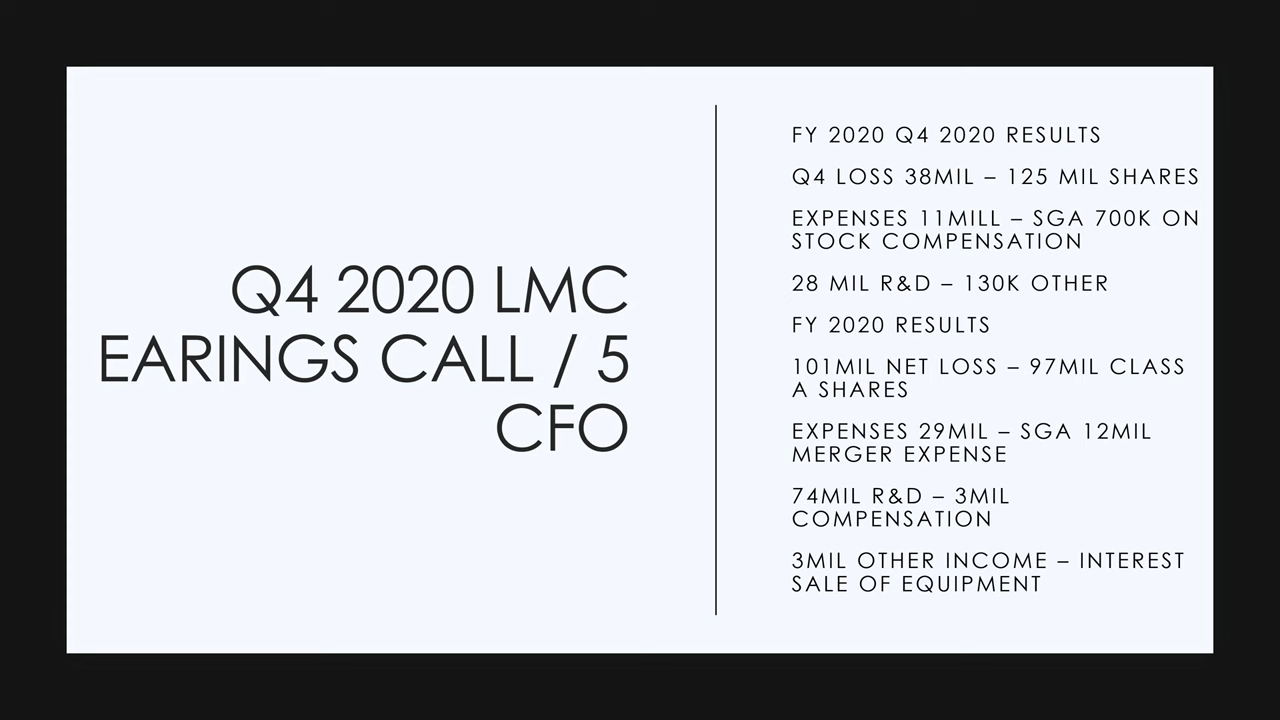 Q4 2020 LMC
EARINGS CALL / 5
CFO
FY 2020 Q4 2020 RESULTS
Q4 LOSS 38MIL – 125 MIL SHARES
EXPENSES 11MILL – SGA 700K ON
STOCK COMPENSATION
28 MIL R&D – 130K OTHER
FY 2020 RESULTS
101MIL NET LOSS – 97MIL CLASS
A SHARES
EXPENSES 29MIL – SGA 12MIL
MERGER EXPENSE
74MIL R&D – 3MIL
COMPENSATION
3MIL OTHER INCOME – INTEREST
SALE OF EQUIPMENT